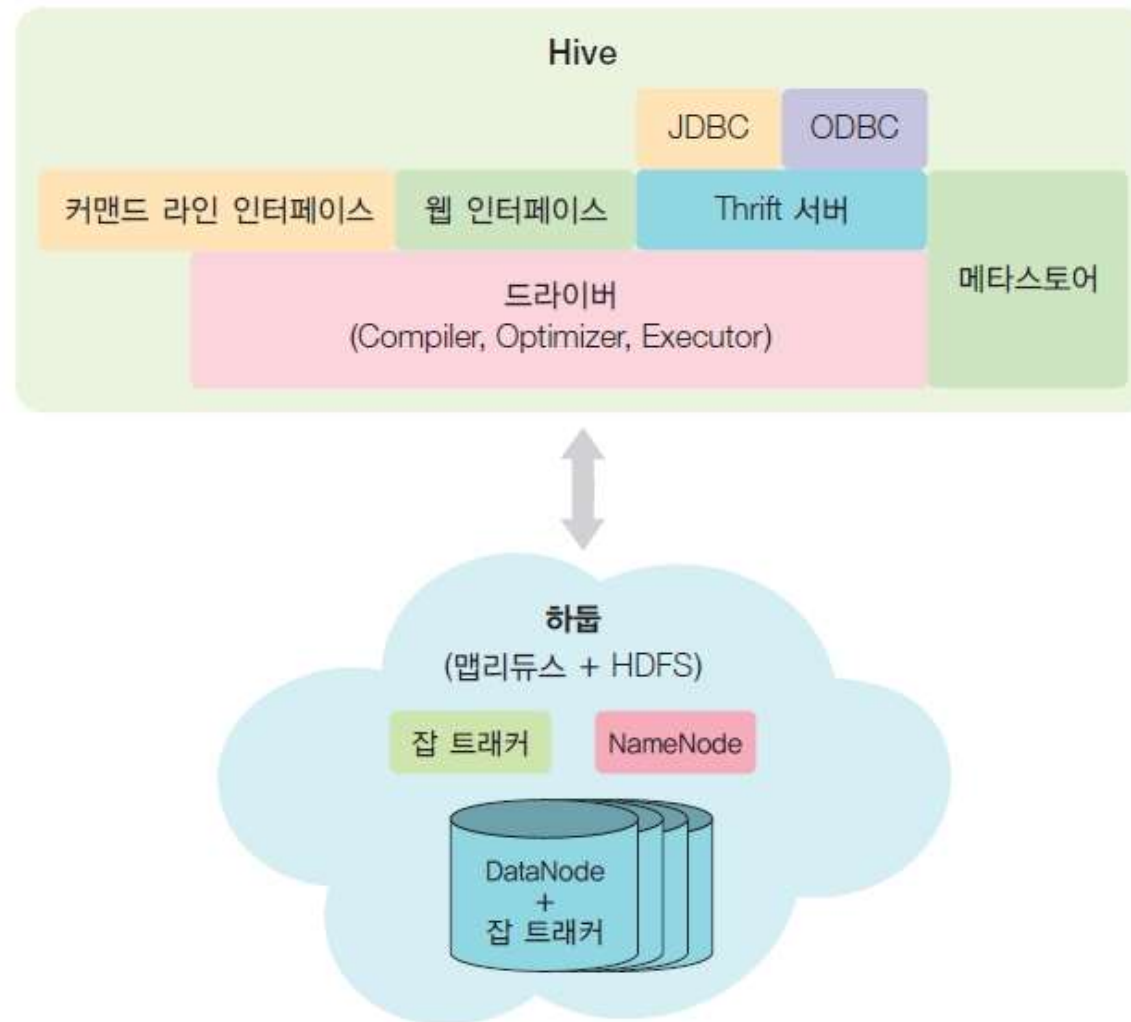 Hive
JDBC
ODBC
커맨드 라인 인터페이스
웹 인터페이스
Thrift 서버
메타스토어
드라이버
(Compiler, Optimizer, Executor)
하둡
(맵리듀스 + HDFS)
잡 트래커
NameNode
DataNode
+
잡 트래커